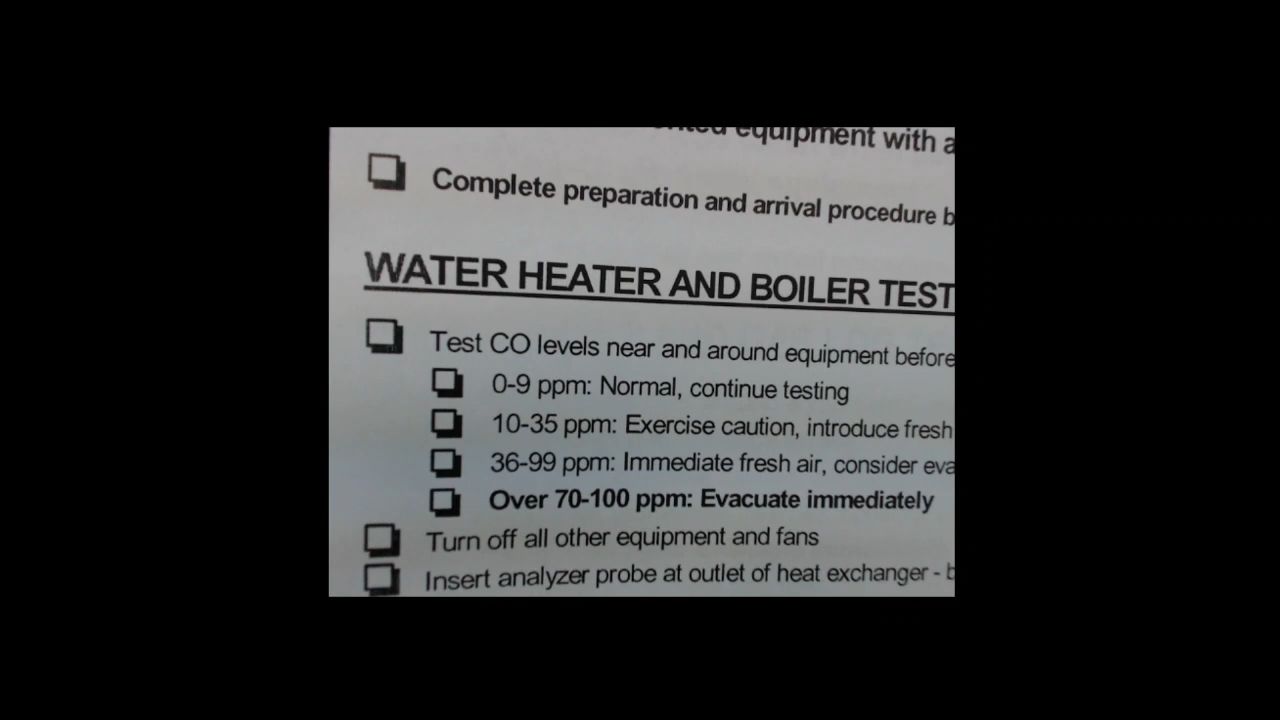 equipment with a
Complete preparation and arrival procedure b
WATER HEATER AND BOILER TEST
Test CO levels near and around equipment before
0-9 ppm: Normal, continue testing
10-35 ppm: Exercise caution, introduce fresh
36-99 ppm: Immediate fresh air, consider eva
Over 70-100 ppm: Evacuate immediately
Turn off all other equipment and fans
Insert analyzer probe at outlet of heat exchanger - b